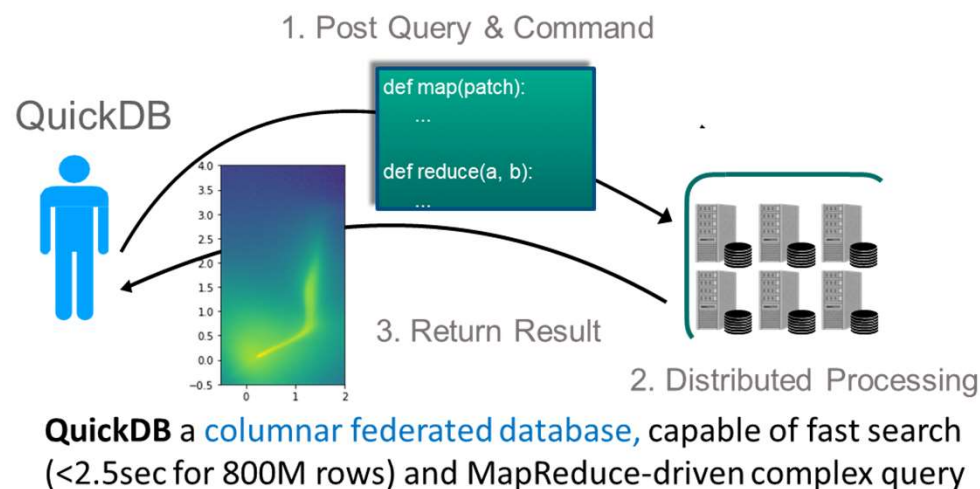 1. Post Query & Command
QuickDB
def map(patch):
...
def reduce(a, b):
...
4.0
3.5
3.0
2.5
2.0
1.5
1.0
0.5
0.0
−0.5
0 1 2
3. Return Result
2. Distributed Processing
QuickDB a columnar federated database, capable of fast search
(<2.5sec for 800M rows) and MapReduce-driven complex query